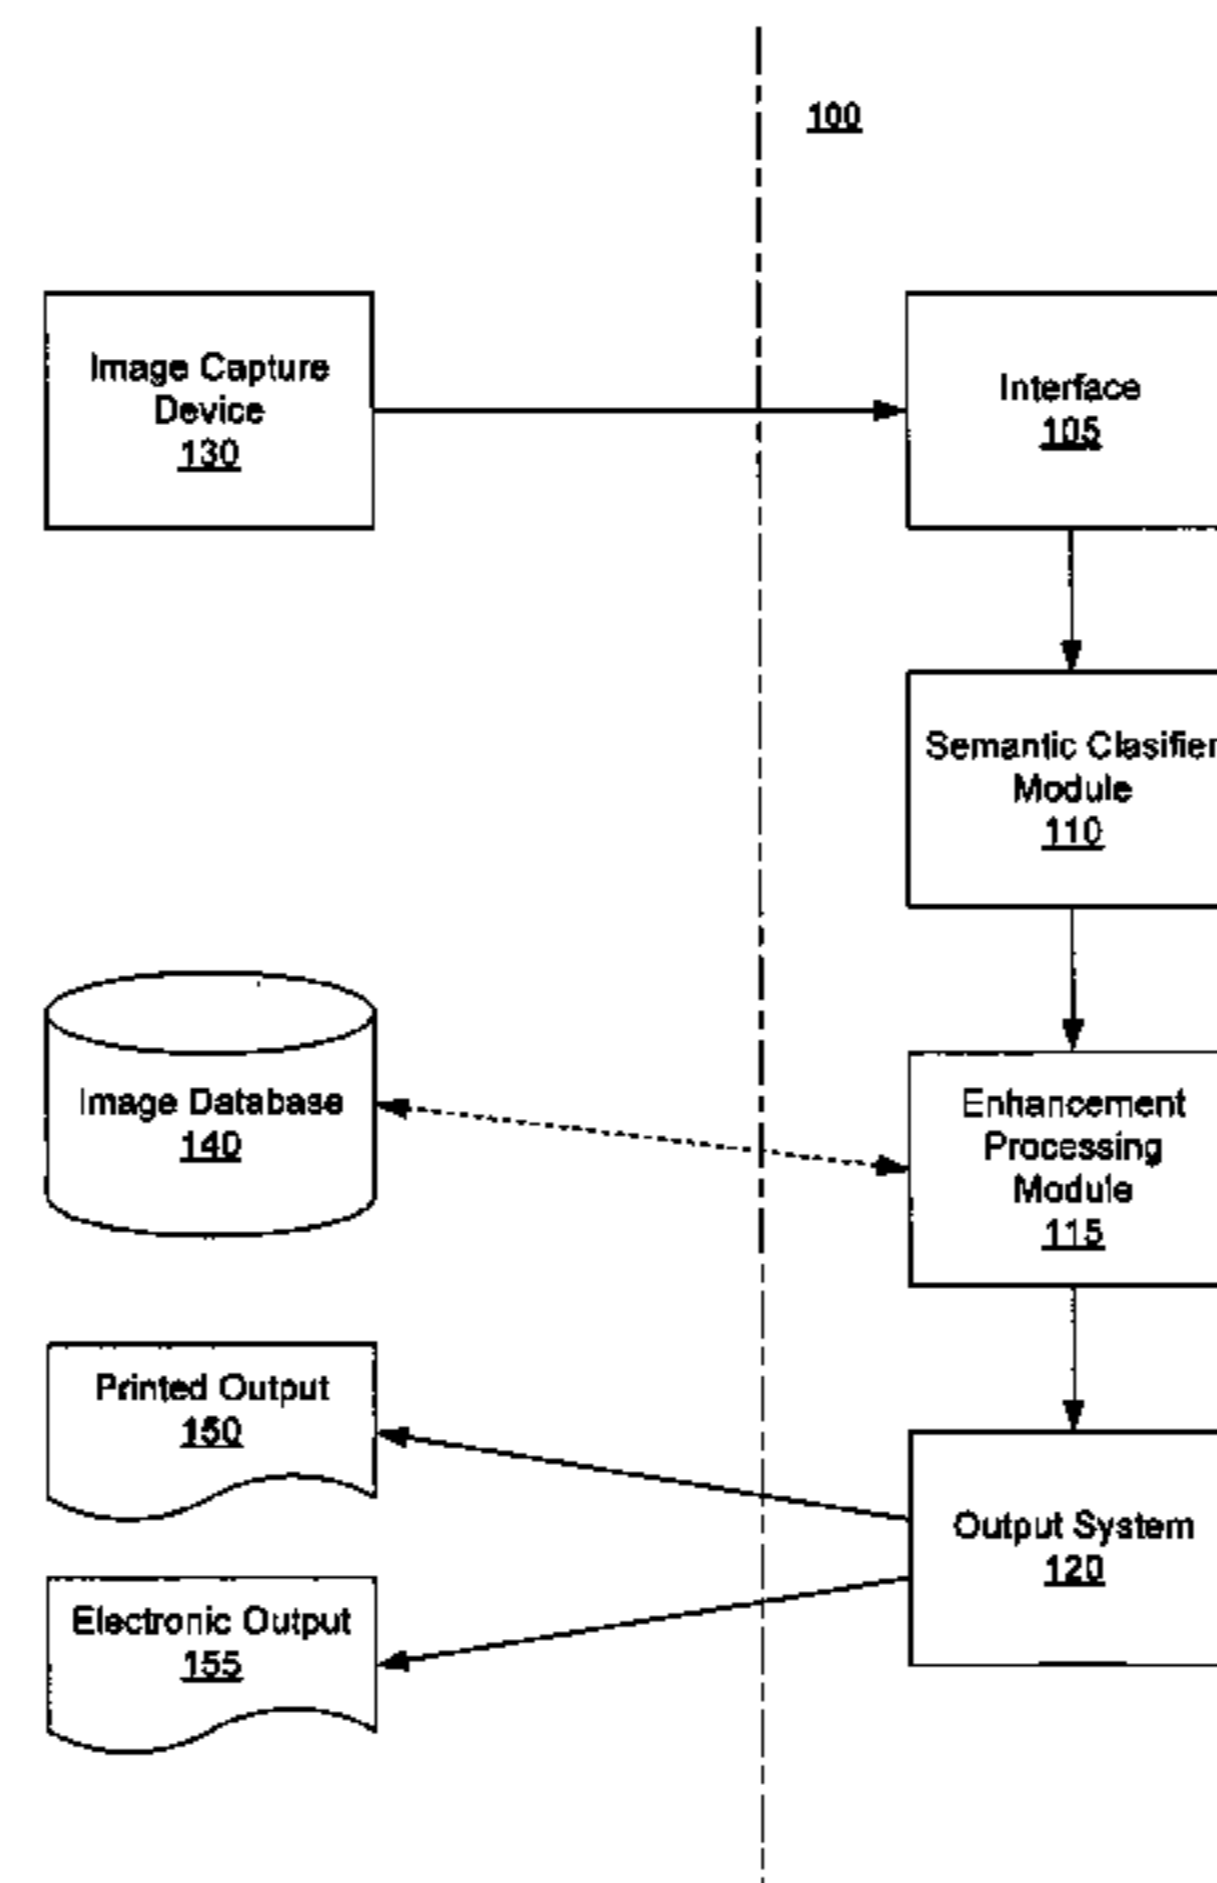 100
Image Capture
Device
130
Interface
105
Semantic Clasifier
Module
110
Image Database
140
Enhancement
Processing
Module
115
Printed Output
150
Output System
120
Electronic Output
155